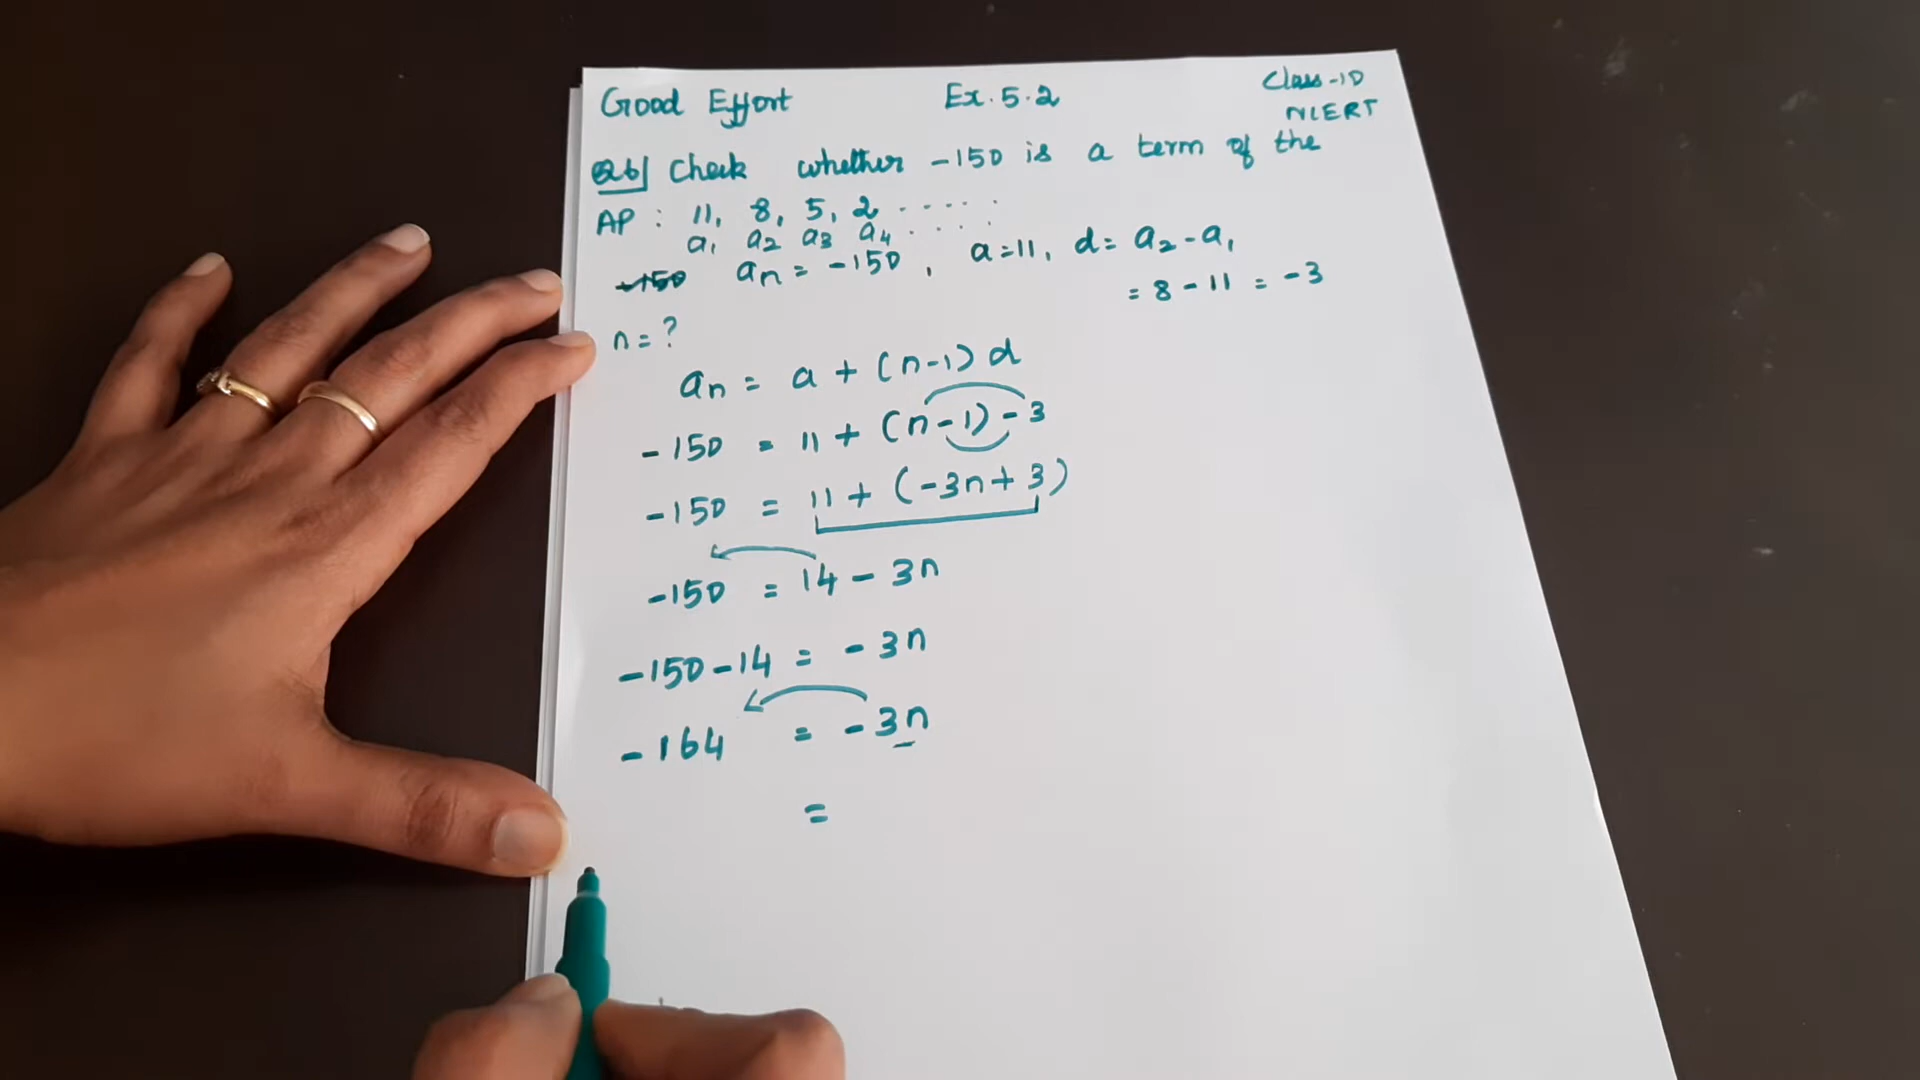 Good Effort Ex. 5.2 Class-10
NCERT
Q6) Check whether -150 is a term of the
AP : 11, 8, 5, 2 .....
a₁ a₂ a₃ a₄ ....
-150 an = -150, a=11, d= a₂-a₁
= 8 - 11 = -3
n = ?
an = a + (n-1) d
-150 = 11 + (n-1) -3
-150 = 11 + (-3n+3)
-150 = 14 - 3n
-150-14 = -3n
-164 = -3n
=